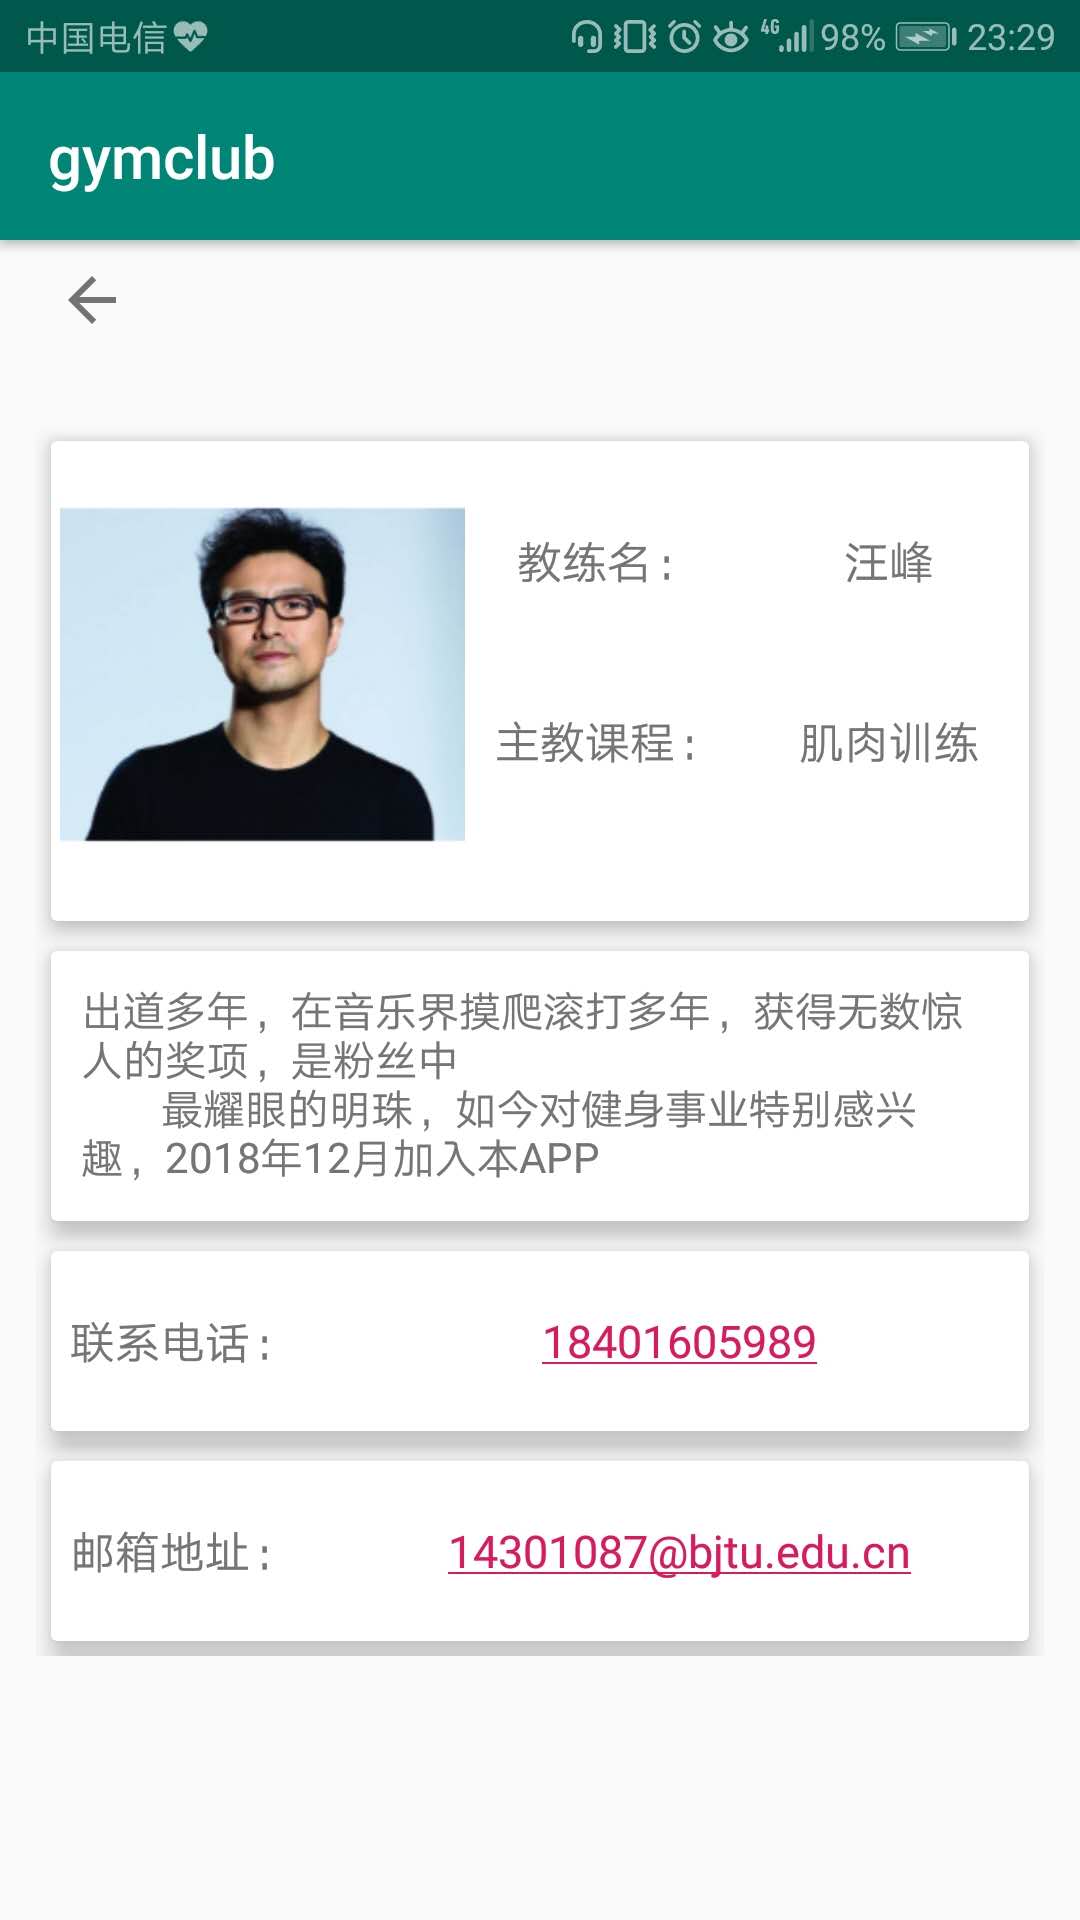 中国电信 4G 98% 23:29
gymclub
教练名： 汪峰
主教课程： 肌肉训练
出道多年，在音乐界摸爬滚打多年，获得无数惊
人的奖项，是粉丝中
最耀眼的明珠，如今对健身事业特别感兴
趣，2018年12月加入本APP
联系电话： 18401605989
邮箱地址： 14301087@bjtu.edu.cn